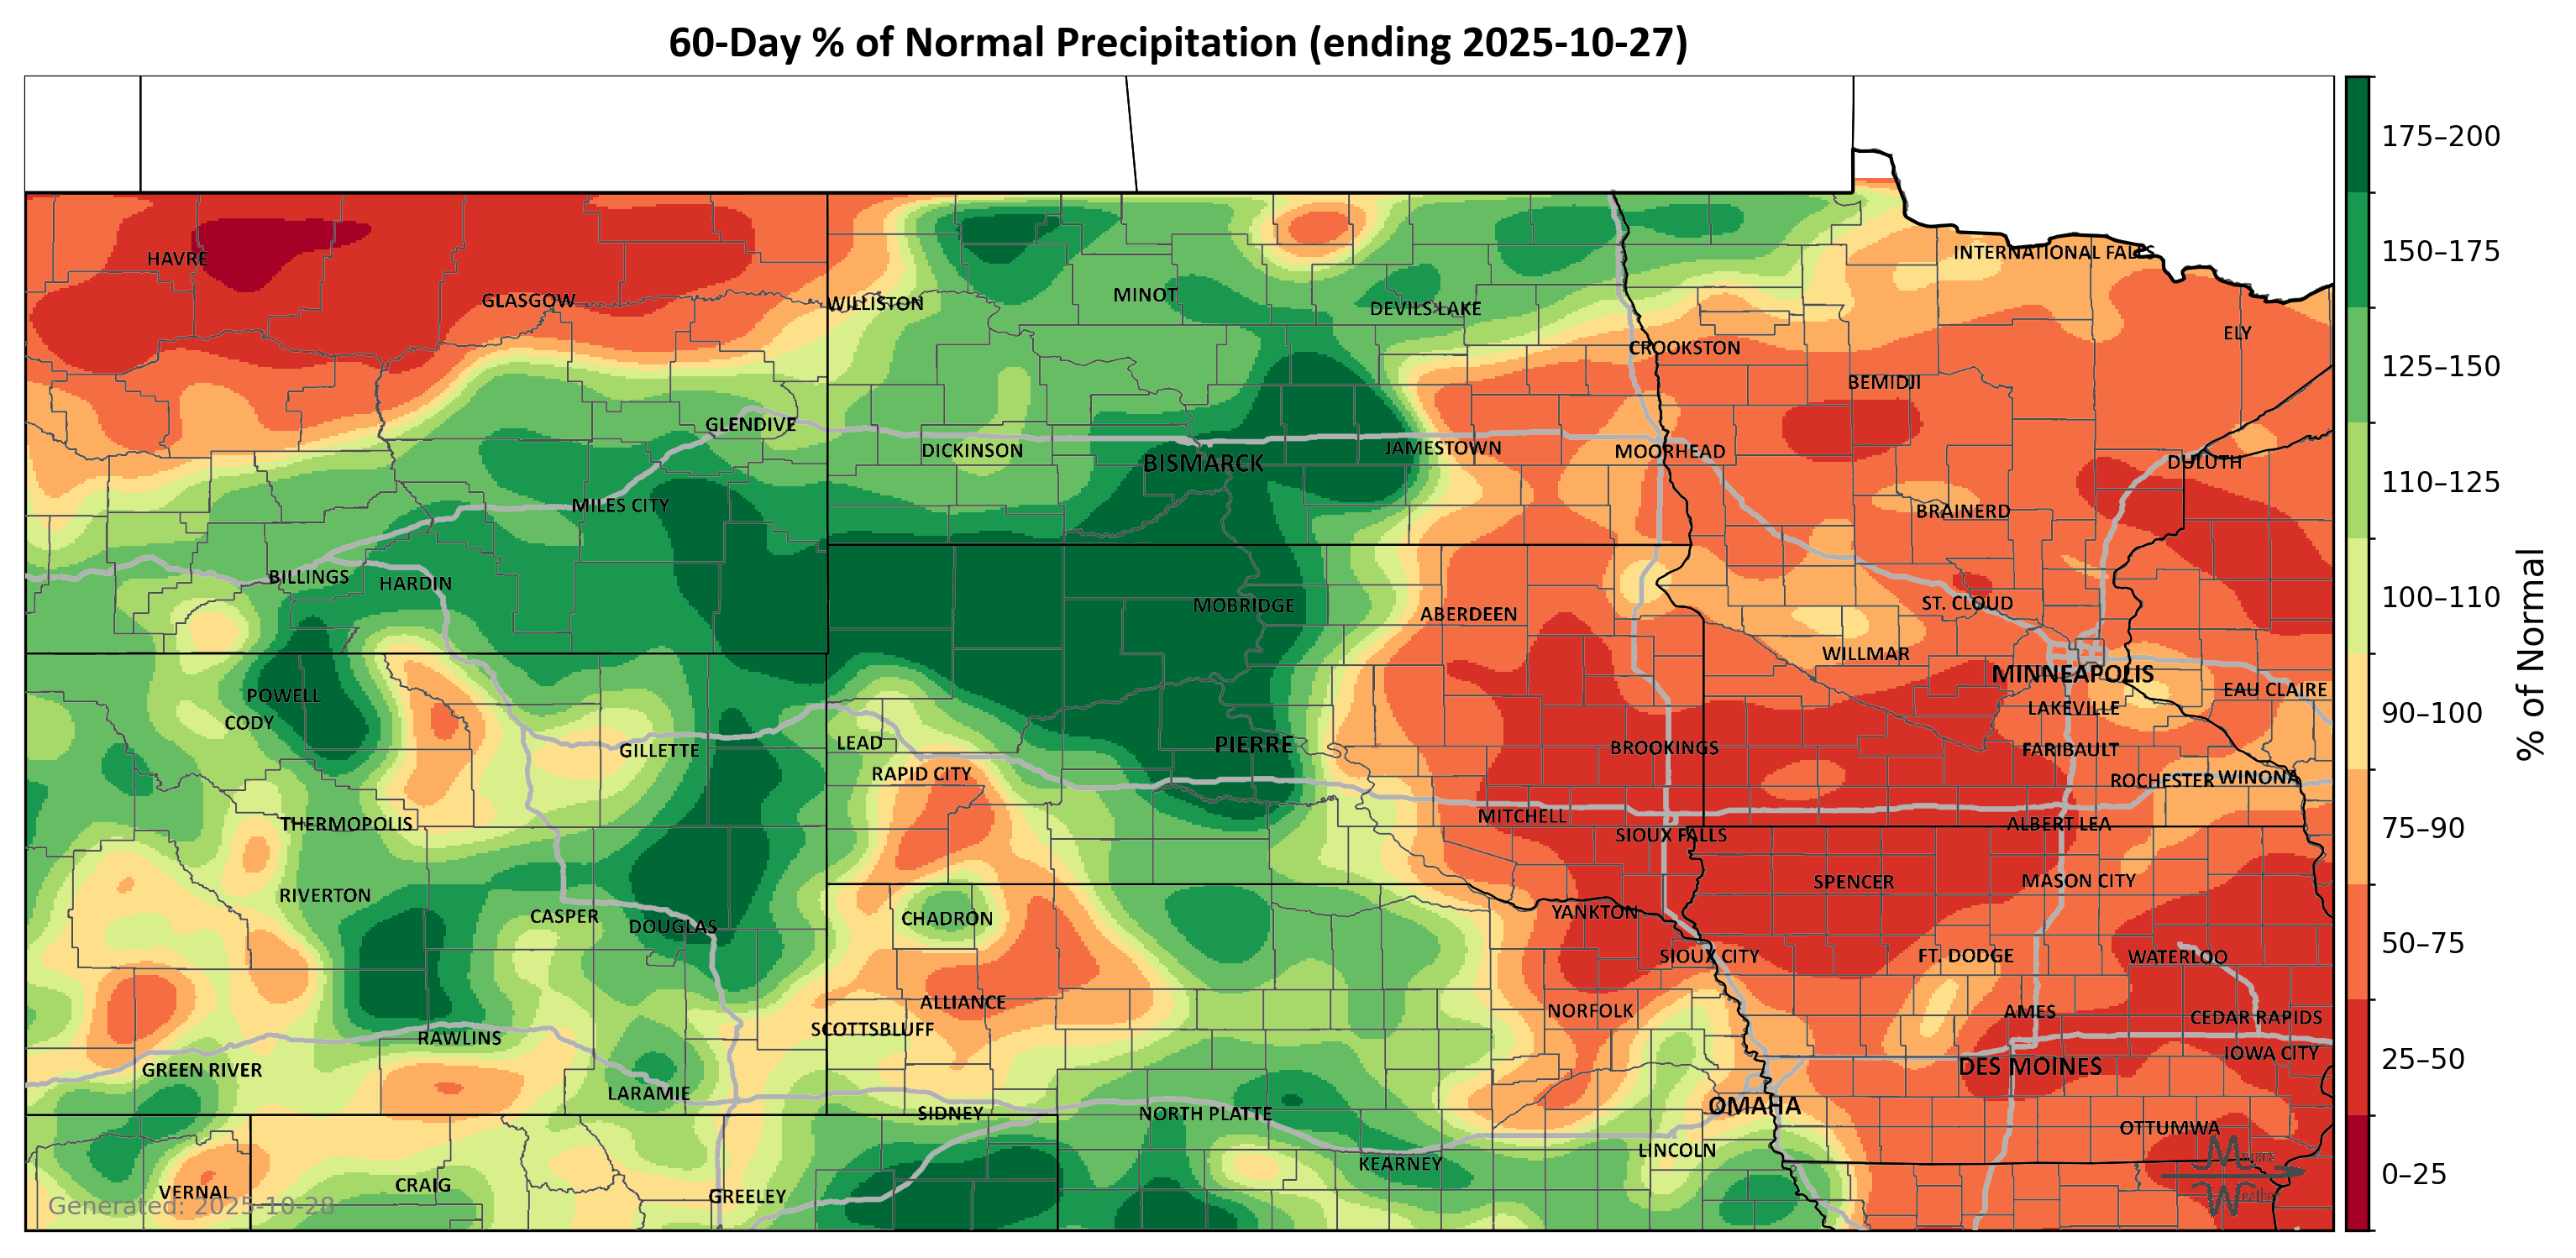 60-Day % of Normal Precipitation (ending 2025-10-27)
175–200
150–175
125–150
110–125
100–110
90–100
75–90
50–75
25–50
0–25
% of Normal
HAVRE
INTERNATIONAL FALLS
GLASGOW
WILLISTON
MINOT
DEVILS LAKE
ELY
CROOKSTON
BEMIDJI
GLENDIVE
DICKINSON
BISMARCK
JAMESTOWN
MOORHEAD
DULUTH
MILES CITY
BRAINERD
BILLINGS
HARDIN
MOBRIDGE
ABERDEEN
ST. CLOUD
WILLMAR
MINNEAPOLIS
EAU CLAIRE
POWELL
CODY
LAKEVILLE
GILLETTE
LEAD
PIERRE
BROOKINGS
FARIBAULT
RAPID CITY
ROCHESTER
WINONA
THERMOPOLIS
MITCHELL
SIOUX FALLS
ALBERT LEA
RIVERTON
SPENCER
MASON CITY
CASPER
DOUGLAS
CHADRON
YANKTON
SIOUX CITY
FT. DODGE
WATERLOO
ALLIANCE
NORFOLK
AMES
CEDAR RAPIDS
SCOTTSBLUFF
RAWLINS
IOWA CITY
GREEN RIVER
DES MOINES
LARAMIE
SIDNEY
NORTH PLATTE
OMAHA
OTTUMWA
LINCOLN
KEARNEY
VERNAL
CRAIG
GREELEY
Generated: 2025-10-28
Weather